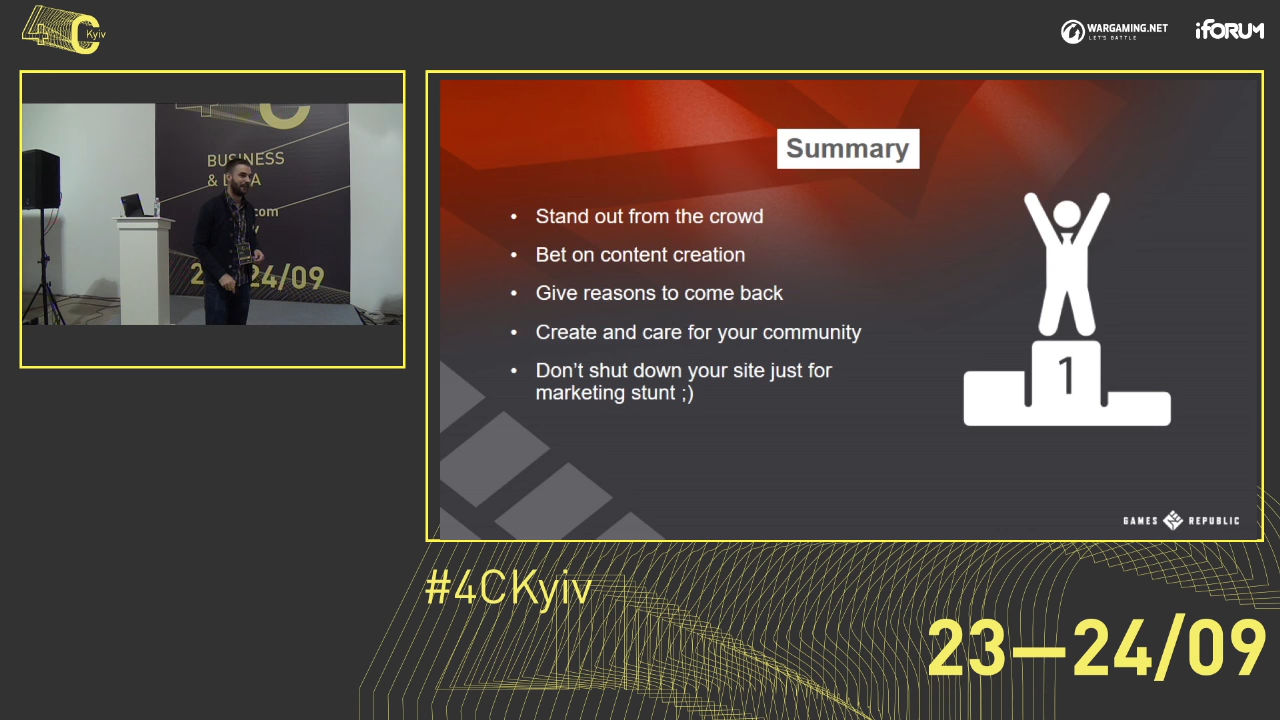 4C Kyiv
WARGAMING.NET
LET'S BATTLE
iFORUM
BUSINESS
&
.com
24/09
Summary
• Stand out from the crowd
• Bet on content creation
• Give reasons to come back
• Create and care for your community
• Don’t shut down your site just for
marketing stunt ;)
1
GAMES REPUBLIC
#4CKyiv
23—24/09